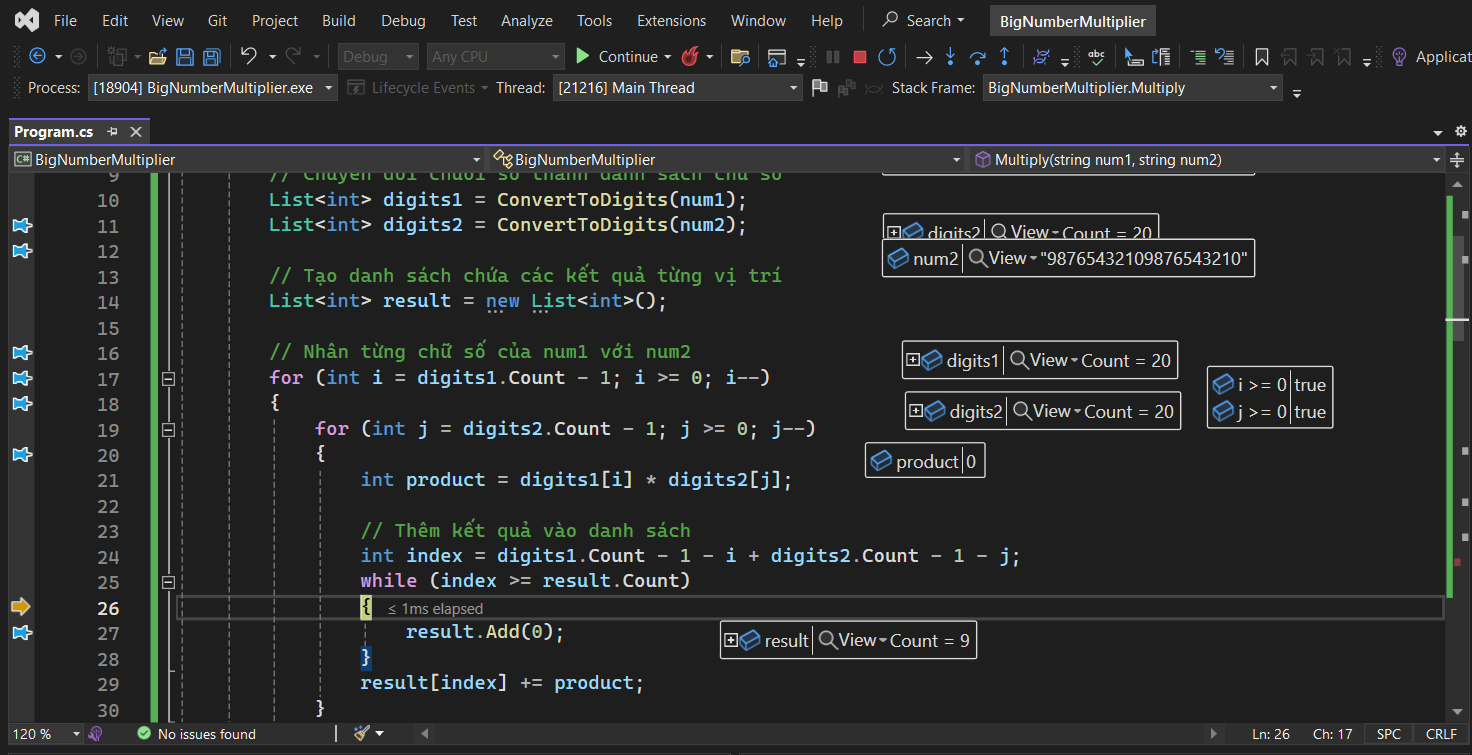 File Edit View Git Project Build Debug Test Analyze Tools Extensions Window Help Search BigNumberMultiplier
Debug Any CPU Continue abc Applicat
Process: [18904] BigNumberMultiplier.exe Lifecycle Events Thread: [21216] Main Thread Stack Frame: BigNumberMultiplier.Multiply
Program.cs
C# BigNumberMultiplier BigNumberMultiplier Multiply(string num1, string num2)
9 // Chuyển đổi chuỗi số thành danh sách chữ số
10 List<int> digits1 = ConvertToDigits(num1);
11 List<int> digits2 = ConvertToDigits(num2); digits2 View Count = 20
12 num2 View "98765432109876543210"
13 // Tạo danh sách chứa các kết quả từng vị trí
14 List<int> result = new List<int>();
15
16 // Nhân từng chữ số của num1 với num2 digits1 View Count = 20
17 for (int i = digits1.Count - 1; i >= 0; i--) i >= 0 true
18 { digits2 View Count = 20 j >= 0 true
19 for (int j = digits2.Count - 1; j >= 0; j--)
20 { product 0
21 int product = digits1[i] * digits2[j];
22
23 // Thêm kết quả vào danh sách
24 int index = digits1.Count - 1 - i + digits2.Count - 1 - j;
25 while (index >= result.Count)
26 { ≤ 1ms elapsed
27 result.Add(0); result View Count = 9
28 }
29 result[index] += product;
30 }
120 % No issues found Ln: 26 Ch: 17 SPC CRLF